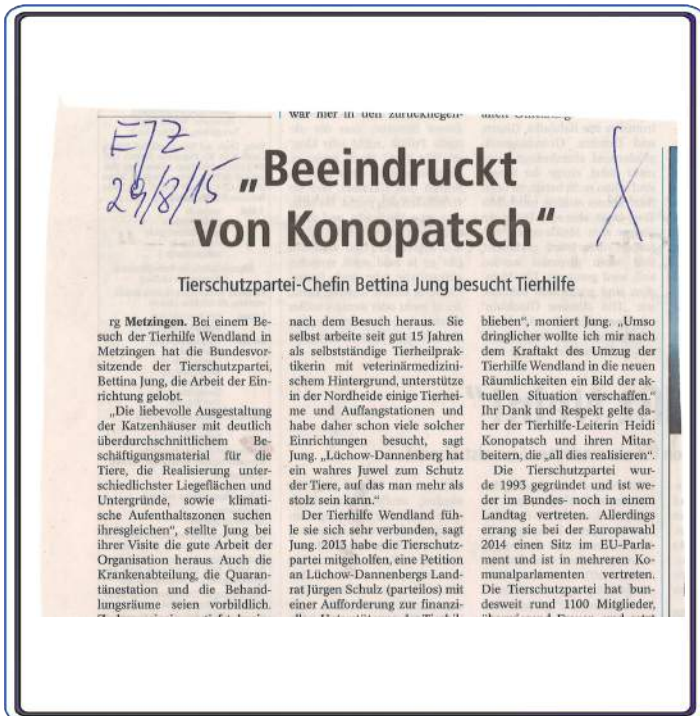 EJZ
29/8/15
war hier in den zurückliegen-
„Beeindruckt
von Konopatsch“
Tierschutzpartei-Chefin Bettina Jung besucht Tierhilfe
rg Metzingen. Bei einem Be-
such der Tierhilfe Wendland in
Metzingen hat die Bundesvor-
sitzende der Tierschutzpartei,
Bettina Jung, die Arbeit der Ein-
richtung gelobt.
„Die liebevolle Ausgestaltung
der Katzenhäuser mit deutlich
überdurchschnittlichem Be-
schäftigungsmaterial für die
Tiere, die Realisierung unter-
schiedlichster Liegeflächen und
Untergründe, sowie klimati-
sche Aufenthaltszonen suchen
ihresgleichen“, stellte Jung bei
ihrer Visite die gute Arbeit der
Organisation heraus. Auch die
Krankenabteilung, die Quaran-
tänestation und die Behand-
lungsräume seien vorbildlich.
nach dem Besuch heraus. Sie
selbst arbeite seit gut 15 Jahren
als selbstständige Tierheilprak-
tikerin mit veterinärmedizini-
schem Hintergrund, unterstütze
in der Nordheide einige Tierhei-
me und Auffangstationen und
habe daher schon viele solcher
Einrichtungen besucht, sagt
Jung. „Lüchow-Dannenberg hat
ein wahres Juwel zum Schutz
der Tiere, auf das man mehr als
stolz sein kann.“
Der Tierhilfe Wendland füh-
le sie sich sehr verbunden, sagt
Jung. 2013 habe die Tierschutz-
partei mitgeholfen, eine Petition
an Lüchow-Dannenbergs Land-
rat Jürgen Schulz (parteilos) mit
einer Aufforderung zur finanzi-
blieben“, moniert Jung. „Umso
dringlicher wollte ich mir nach
dem Kraftakt des Umzug der
Tierhilfe Wendland in die neuen
Räumlichkeiten ein Bild der ak-
tuellen Situation verschaffen.“
Ihr Dank und Respekt gelte da-
her der Tierhilfe-Leiterin Heidi
Konopatsch und ihren Mitar-
beitern, die „all dies realisieren“.
Die Tierschutzpartei wur-
de 1993 gegründet und ist we-
der im Bundes- noch in einem
Landtag vertreten. Allerdings
errang sie bei der Europawahl
2014 einen Sitz im EU-Parla-
ment und ist in mehreren Ko-
munalparlamenten vertreten.
Die Tierschutzpartei hat bun-
desweit rund 1100 Mitglieder,